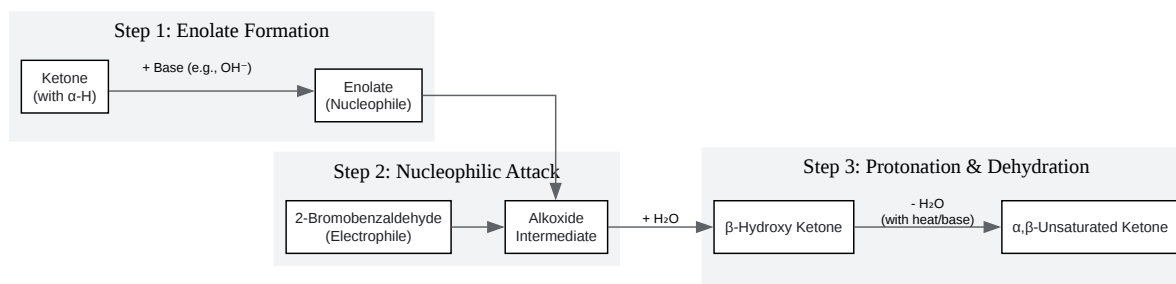 Step 1: Enolate Formation
Ketone
(with α-H)
+ Base (e.g., OH⁻)
Enolate
(Nucleophile)
Step 2: Nucleophilic Attack
2-Bromobenzaldehyde
(Electrophile)
Alkoxide
Intermediate
+ H₂O
Step 3: Protonation & Dehydration
β-Hydroxy Ketone
- H₂O
(with heat/base)
α,β-Unsaturated Ketone